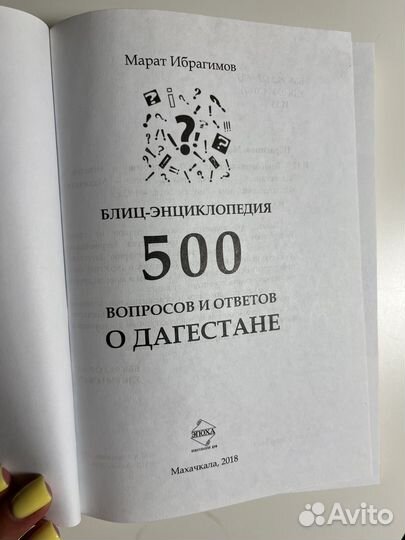 Марат Ибрагимов
БЛИЦ-ЭНЦИКЛОПЕДИЯ
500
ВОПРОСОВ И ОТВЕТОВ
О ДАГЕСТАНЕ
ЭПОХА
Махачкала, 2018
Avito